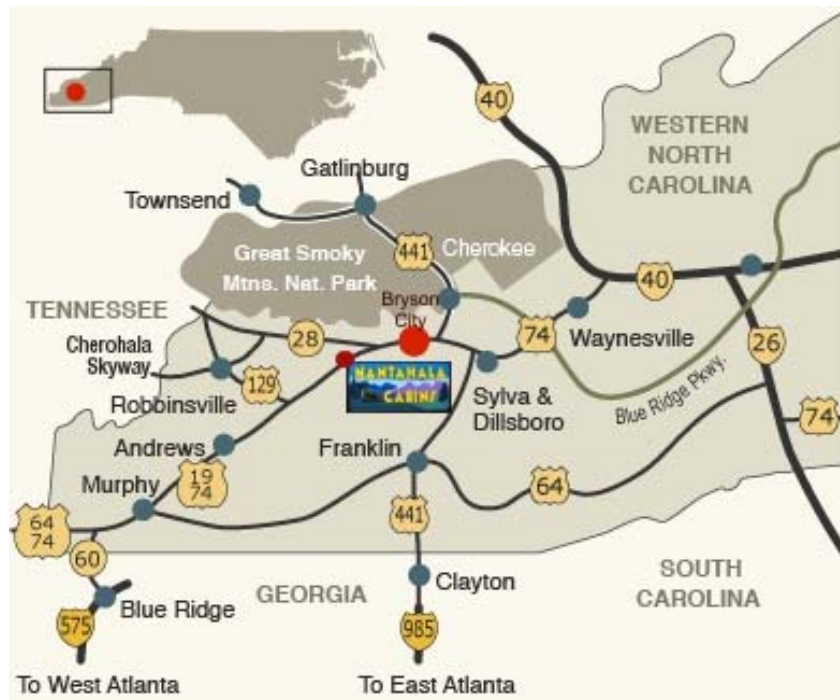 40
WESTERN
NORTH
CAROLINA
Gatlinburg
Townsend
441
Cherokee
Great Smoky
Mtns. Nat. Park
40
Bryson
City
TENNESSEE
28
74
Waynesville
26
Cherohala
Skyway
129
NANTAHALA
CABINS
Robbinsville
Sylva &
Dillsboro
Blue Ridge Pkwy.
74
Andrews
Franklin
19
74
Murphy
64
441
64
74
60
Clayton
SOUTH
CAROLINA
GEORGIA
Blue Ridge
575
985
To West Atlanta
To East Atlanta